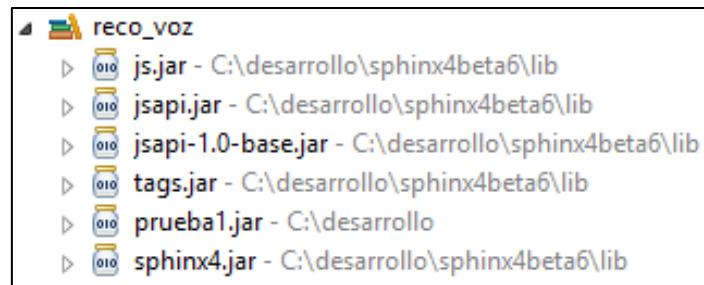 reco_voz
js.jar - C:\desarrollo\sphinx4beta6\lib
jsapi.jar - C:\desarrollo\sphinx4beta6\lib
jsapi-1.0-base.jar - C:\desarrollo\sphinx4beta6\lib
tags.jar - C:\desarrollo\sphinx4beta6\lib
prueba1.jar - C:\desarrollo
sphinx4.jar - C:\desarrollo\sphinx4beta6\lib